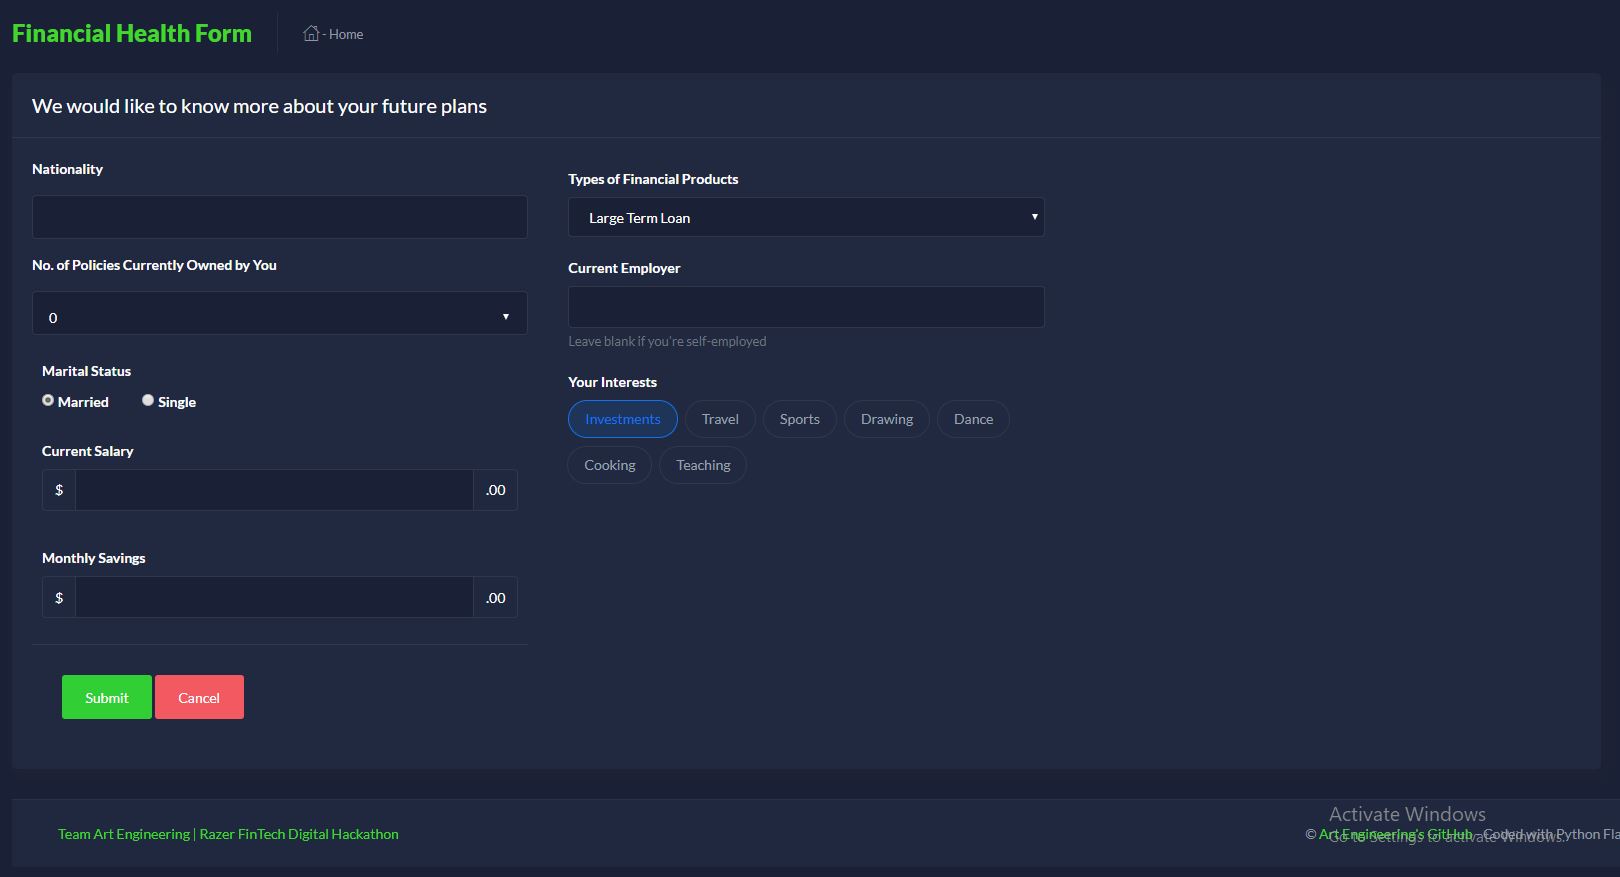 Financial Health Form
- Home
We would like to know more about your future plans
Nationality
No. of Policies Currently Owned by You
0
Marital Status
Married
Single
Current Salary
$ .00
Monthly Savings
$ .00
Submit
Cancel
Types of Financial Products
Large Term Loan
Current Employer
Leave blank if you're self-employed
Your Interests
Investments Travel Sports Drawing Dance
Cooking Teaching
Team Art Engineering | Razer FinTech Digital Hackathon
Activate Windows
Go to Settings to activate Windows.
© Art Engineering's GitHub - Coded with Python Fla